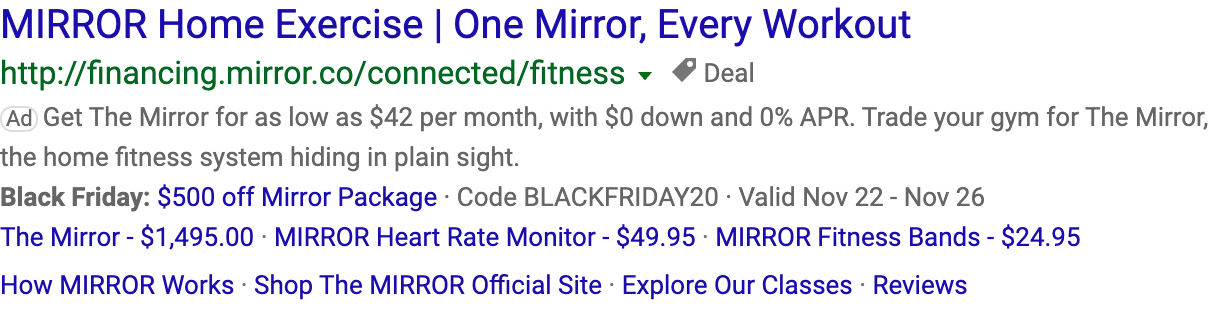 MIRROR Home Exercise | One Mirror, Every Workout
http://financing.mirror.co/connected/fitness ▼ Deal
Ad Get The Mirror for as low as $42 per month, with $0 down and 0% APR. Trade your gym for The Mirror,
the home fitness system hiding in plain sight.
Black Friday: $500 off Mirror Package · Code BLACKFRIDAY20 · Valid Nov 22 - Nov 26
The Mirror - $1,495.00 · MIRROR Heart Rate Monitor - $49.95 · MIRROR Fitness Bands - $24.95
How MIRROR Works · Shop The MIRROR Official Site · Explore Our Classes · Reviews